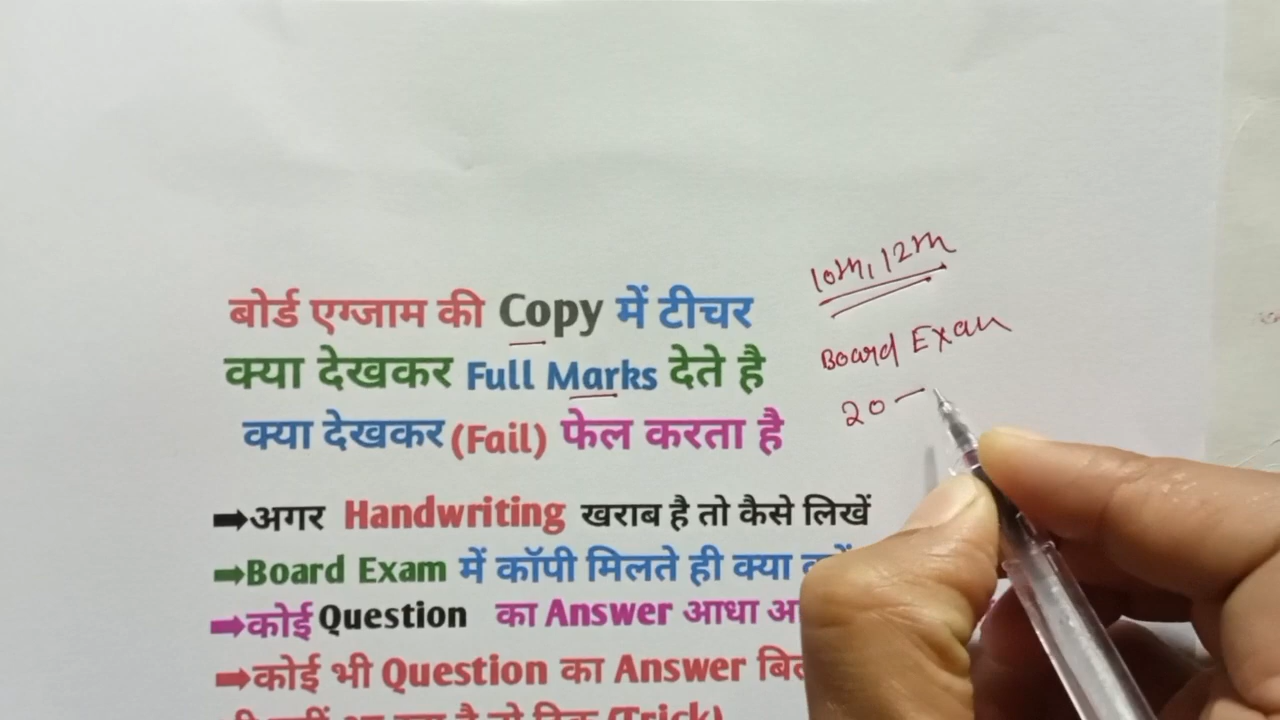 10th, 12th
बोर्ड एग्जाम की Copy में टीचर
Board Exam
क्या देखकर Full Marks देते है
20 —
क्या देखकर (Fail) फेल करता है
➡अगर Handwriting खराब है तो कैसे लिखें
➡Board Exam में कॉपी मिलते ही क्या
➡कोई Question का Answer आधा
➡कोई भी Question का Answer
(Trick)